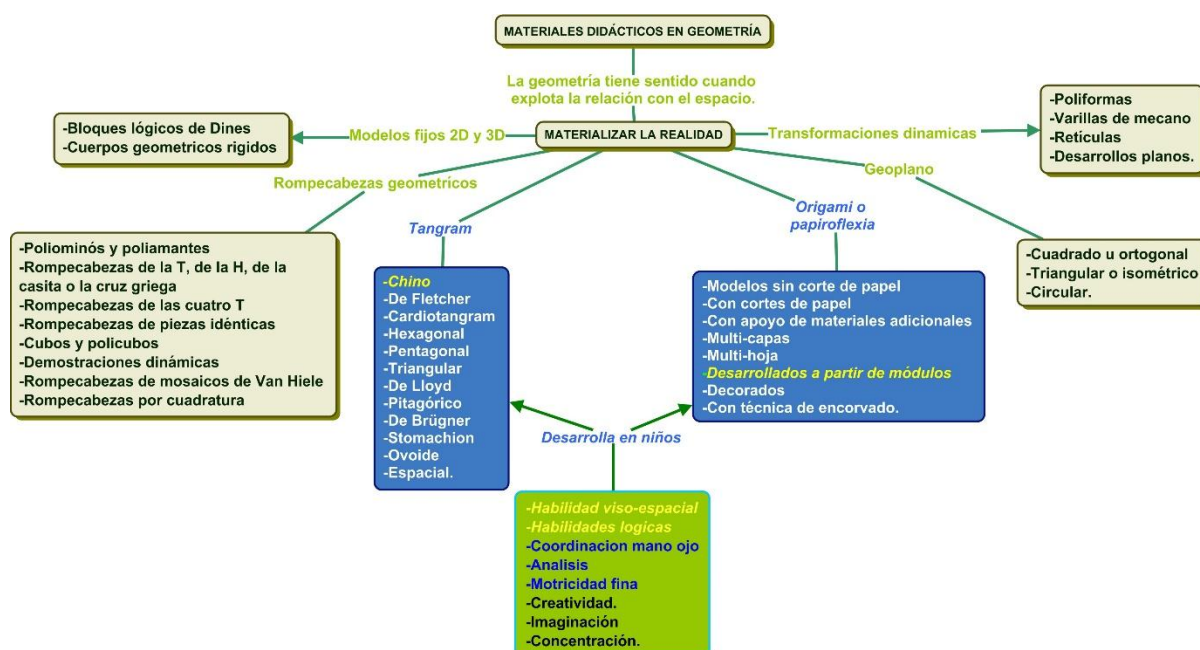 MATERIALES DIDÁCTICOS EN GEOMETRÍA
La geometría tiene sentido cuando
explota la relación con el espacio.
MATERIALIZAR LA REALIDAD
Modelos fijos 2D y 3D
-Bloques lógicos de Dines
-Cuerpos geometricos rigidos
Transformaciones dinamicas
-Poliformas
-Varillas de mecano
-Retículas
-Desarrollos planos.
Rompecabezas geometrícos
-Poliominós y poliamantes
-Rompecabezas de la T, de la H, de la
casita o la cruz griega
-Rompecabezas de las cuatro T
-Rompecabezas de piezas idénticas
-Cubos y policubos
-Demostraciones dinámicas
-Rompecabezas de mosaicos de Van Hiele
-Rompecabezas por cuadratura
Tangram
-Chino
-De Fletcher
-Cardiotangram
-Hexagonal
-Pentagonal
-Triangular
-De Lloyd
-Pitagórico
-De Brügner
-Stomachion
-Ovoide
-Espacial.
Origami o
papiroflexia
-Modelos sin corte de papel
-Con cortes de papel
-Con apoyo de materiales adicionales
-Multi-capas
-Multi-hoja
-Desarrollados a partir de módulos
-Decorados
-Con técnica de encorvado.
Geoplano
-Cuadrado u ortogonal
-Triangular o isométrico
-Circular.
Desarrolla en niños
-Habilidad viso-espacial
-Habilidades logicas
-Coordinacion mano ojo
-Analisis
-Motricidad fina
-Creatividad.
-Imaginación
-Concentración.